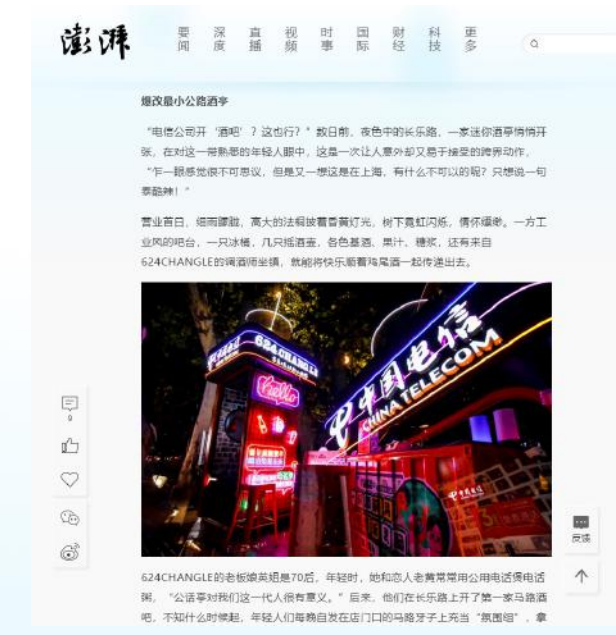 澎湃
要闻
深度
直播
视频
时事
国际
财经
科技
更多
爆改最小公路酒亭
“电信公司开‘酒吧’？这也行？”数日前，夜色中的长乐路，一家迷你酒亭悄悄开
张，在对这一带熟悉的年轻人眼中，这是一次让人意外却又易于接受的跨界动作，
“乍一眼感觉很不可思议，但是又一想这是在上海，有什么不可以的呢？只想说一句
泰酷辣！”
营业首日，细雨朦胧，高大的法桐披着昏黄灯光，树下霓虹闪烁，情怀缱绻。一方工
业风的吧台，一只冰桶，几只摇酒壶，各色基酒、果汁、糖浆，还有来自
624CHANGLE的调酒师坐镇，就能将快乐顺着鸡尾酒一起传递出去。
624CHANGLE
hello
中国电信
CHINA TELECOM
中国电信
0
反馈
624CHANGLE的老板娘英姐是70后，年轻时，她和恋人老黄常常用公用电话煲电话
粥，“公话亭对我们这一代人很有意义。”后来，他们在长乐路上开了第一家马路酒
吧，不知什么时候起，年轻人们每晚自发在店门口的马路牙子上充当“氛围组”，拿